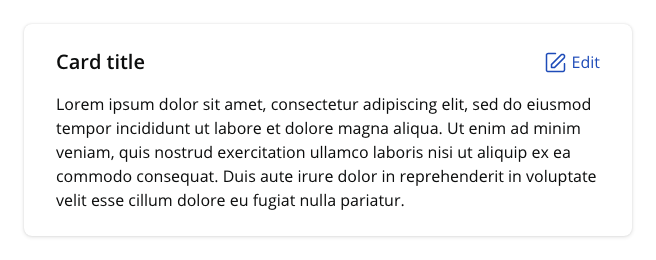 Card title
Edit
Lorem ipsum dolor sit amet, consectetur adipiscing elit, sed do eiusmod
tempor incididunt ut labore et dolore magna aliqua. Ut enim ad minim
veniam, quis nostrud exercitation ullamco laboris nisi ut aliquip ex ea
commodo consequat. Duis aute irure dolor in reprehenderit in voluptate
velit esse cillum dolore eu fugiat nulla pariatur.